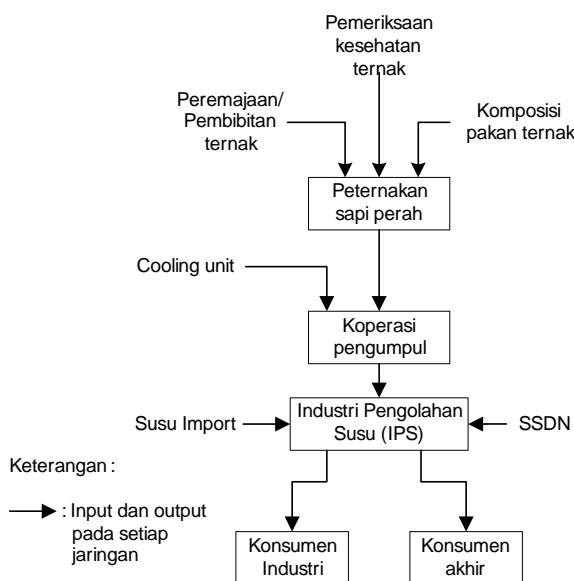 Pemeriksaan
kesehatan
ternak
Peremajaan/
Pembibitan
ternak
Komposisi
pakan ternak
Peternakan
sapi perah
Cooling unit
Koperasi
pengumpul
Susu Import
Industri Pengolahan
Susu (IPS)
SSDN
Keterangan :
: Input dan output
pada setiap
jaringan
Konsumen
Industri
Konsumen
akhir